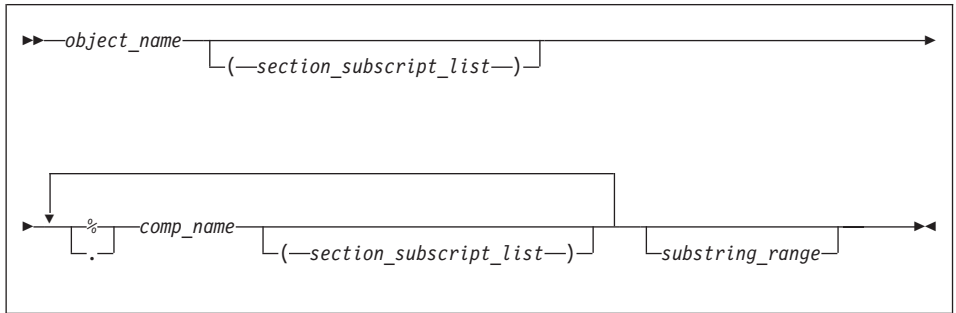 object_name
(section_subscript_list)
% comp_name
. (section_subscript_list) substring_range